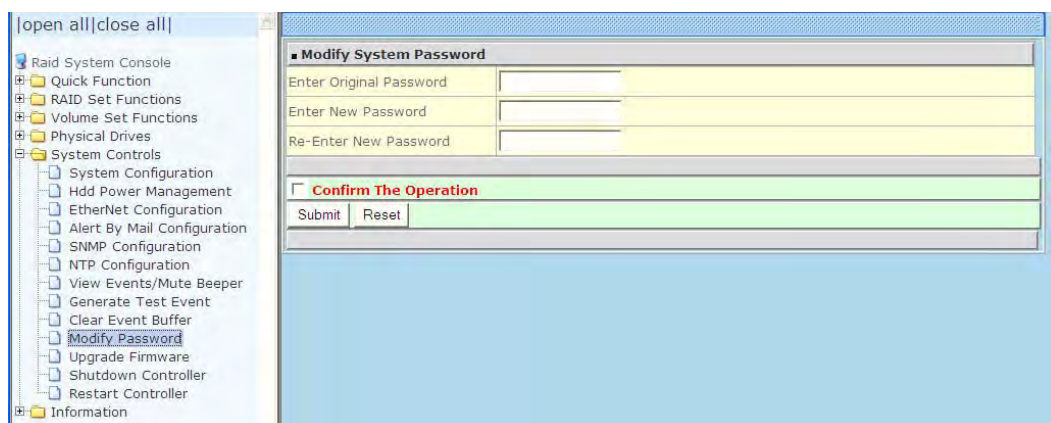 |open all|close all|
Raid System Console
Quick Function
RAID Set Functions
Volume Set Functions
Physical Drives
System Controls
System Configuration
Hdd Power Management
EtherNet Configuration
Alert By Mail Configuration
SNMP Configuration
NTP Configuration
View Events/Mute Beeper
Generate Test Event
Clear Event Buffer
Modify Password
Upgrade Firmware
Shutdown Controller
Restart Controller
Information
Modify System Password
Enter Original Password
Enter New Password
Re-Enter New Password
Confirm The Operation
Submit Reset